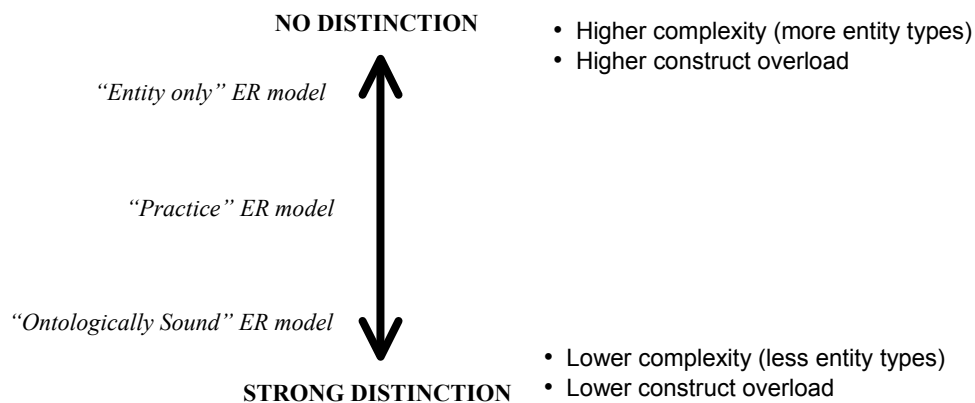 NO DISTINCTION
• Higher complexity (more entity types)
• Higher construct overload
“Entity only” ER model
“Practice” ER model
“Ontologically Sound” ER model
• Lower complexity (less entity types)
• Lower construct overload
STRONG DISTINCTION